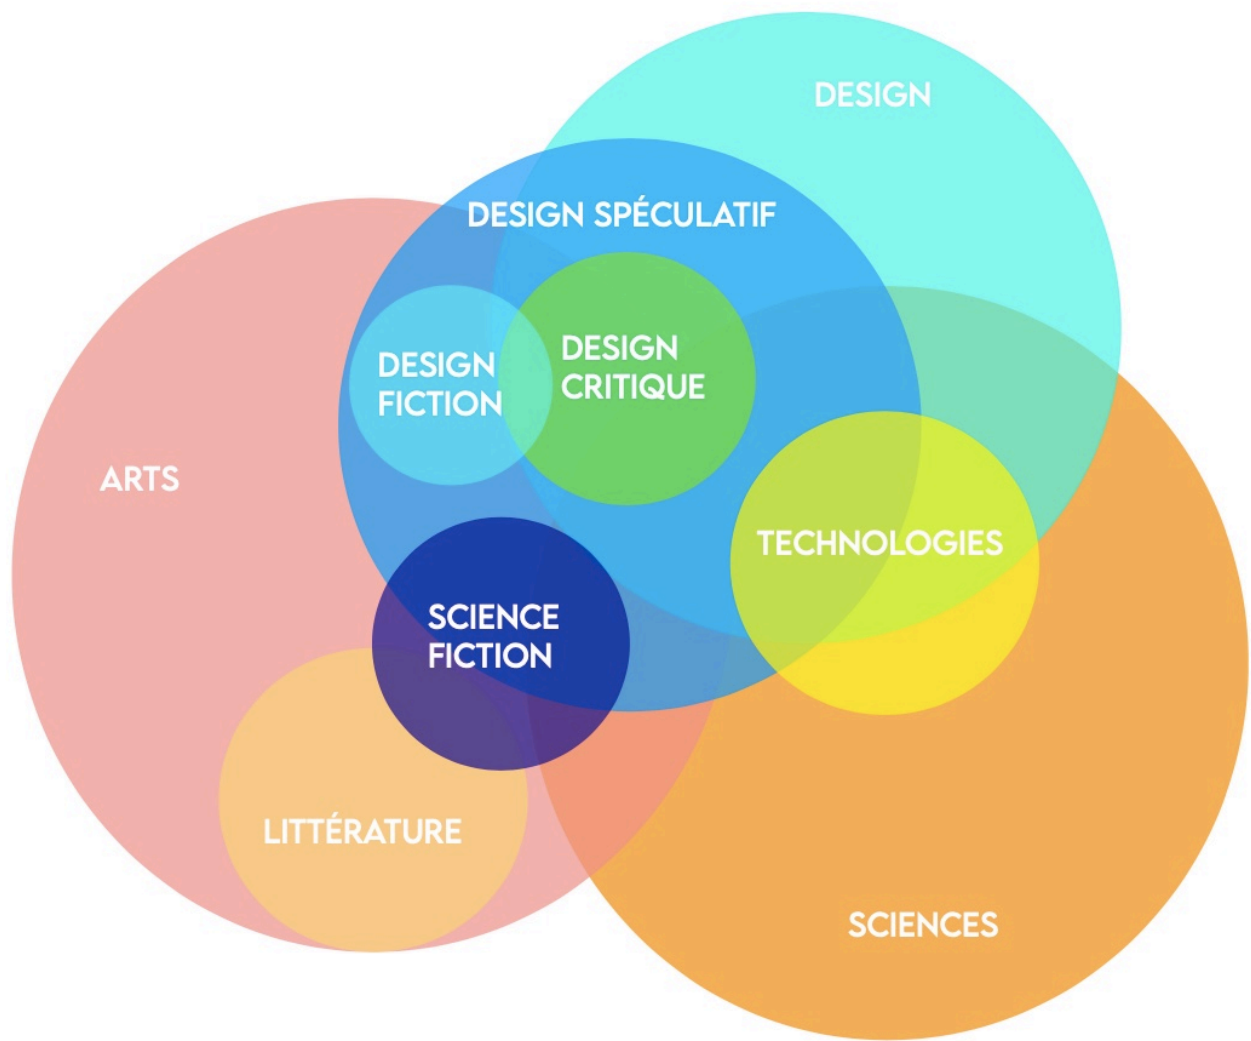 DESIGN
DESIGN SPÉCULATIF
DESIGN
FICTION
DESIGN
CRITIQUE
ARTS
TECHNOLOGIES
SCIENCE
FICTION
LITTÉRATURE
SCIENCES